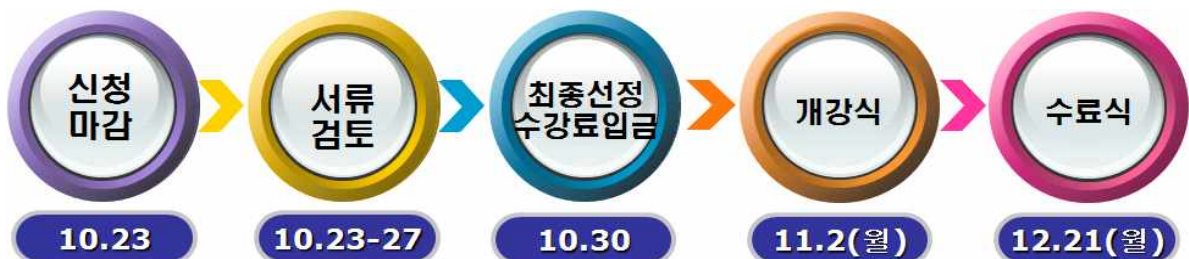 신청
마감
서류
검토
최종선정
수강료입금
개강식
수료식
10.23
10.23-27
10.30
11.2(월)
12.21(월)